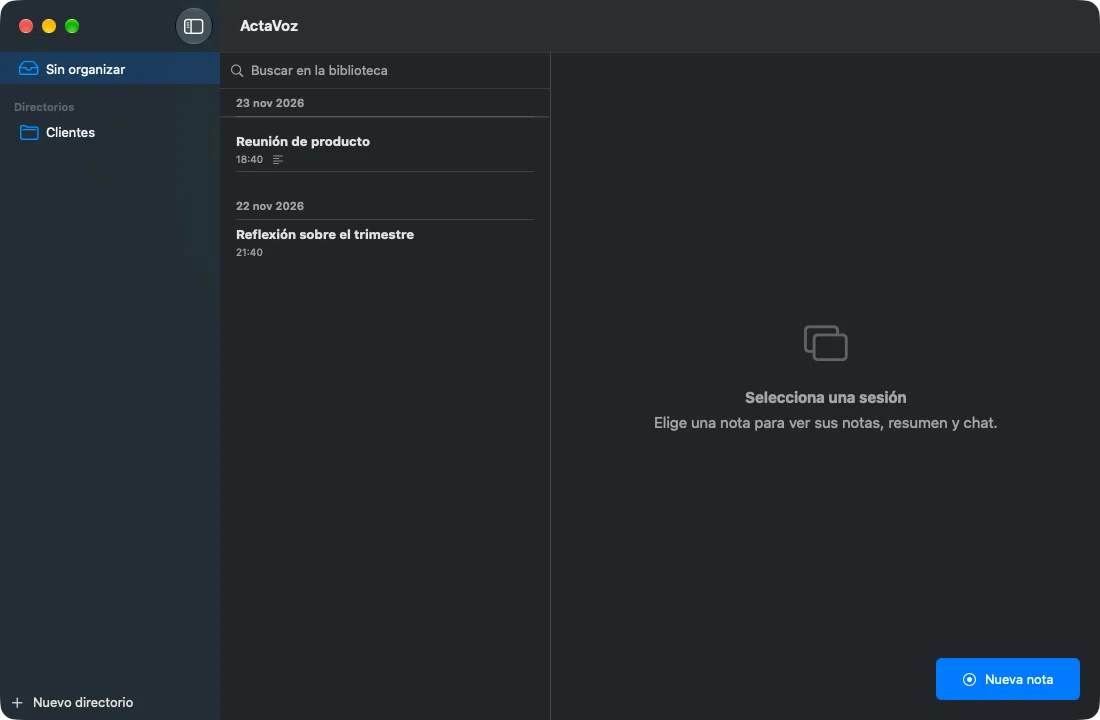 ActaVoz
Sin organizar
Directorios
Clientes
Nuevo directorio
Buscar en la biblioteca
23 nov 2026
Reunión de producto
18:40
22 nov 2026
Reflexión sobre el trimestre
21:40
Selecciona una sesión
Elige una nota para ver sus notas, resumen y chat.
Nueva nota